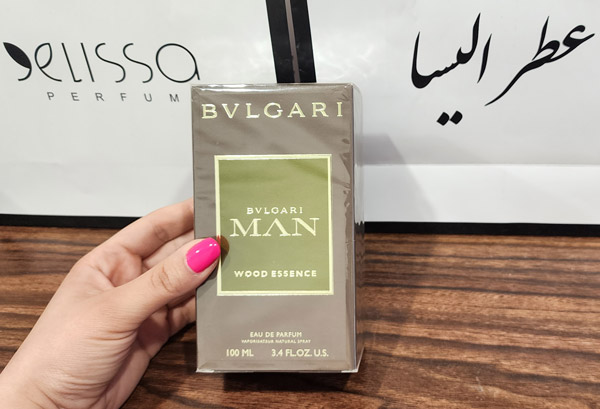 elissa
PERFUM
عطر اليسا
BVLGARI
BVLGARI
MAN
WOOD ESSENCE
EAU DE PARFUM
VAPORISATEUR NATURAL SPRAY
100 ML 3.4 FL.OZ. U.S.